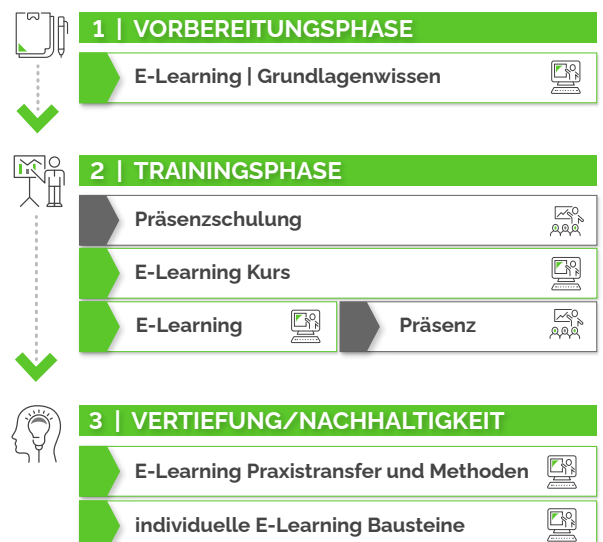 1 | VORBEREITUNGSPHASE
E-Learning | Grundlagenwissen
2 | TRAININGSPHASE
Präsenzschulung
E-Learning Kurs
E-Learning
Präsenz
3 | VERTIEFUNG/NACHHALTIGKEIT
E-Learning Praxistransfer und Methoden
individuelle E-Learning Bausteine